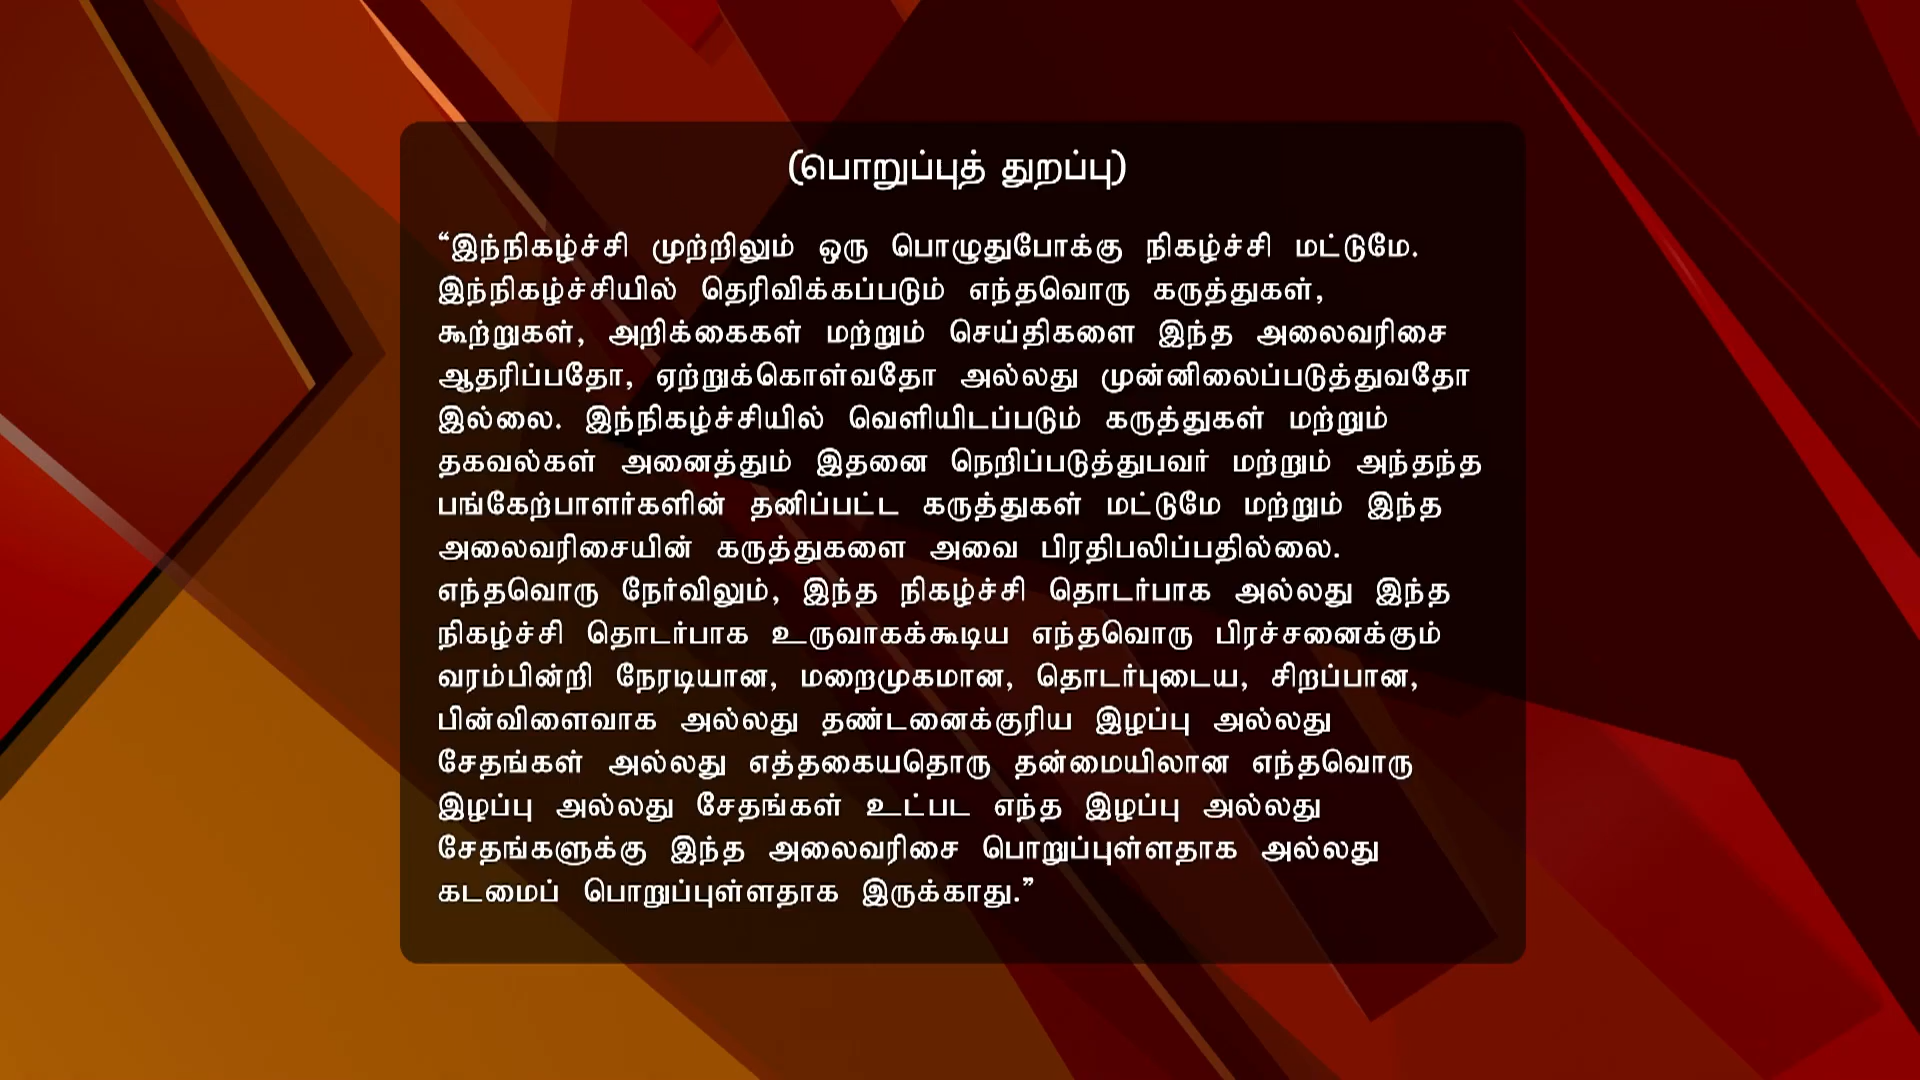 (பொறுப்புத் துறப்பு)
“இந்நிகழ்ச்சி முற்றிலும் ஒரு பொழுதுபோக்கு நிகழ்ச்சி மட்டுமே.
இந்நிகழ்ச்சியில் தெரிவிக்கப்படும் எந்தவொரு கருத்துகள்,
கூற்றுகள், அறிக்கைகள் மற்றும் செய்திகளை இந்த அலைவரிசை
ஆதரிப்பதோ, ஏற்றுக்கொள்வதோ அல்லது முன்னிலைப்படுத்துவதோ
இல்லை. இந்நிகழ்ச்சியில் வெளியிடப்படும் கருத்துகள் மற்றும்
தகவல்கள் அனைத்தும் இதனை நெறிப்படுத்துபவர் மற்றும் அந்தந்த
பங்கேற்பாளர்களின் தனிப்பட்ட கருத்துகள் மட்டுமே மற்றும் இந்த
அலைவரிசையின் கருத்துகளை அவை பிரதிபலிப்பதில்லை.
எந்தவொரு நேர்விலும், இந்த நிகழ்ச்சி தொடர்பாக அல்லது இந்த
நிகழ்ச்சி தொடர்பாக உருவாகக்கூடிய எந்தவொரு பிரச்சனைக்கும்
வரம்பின்றி நேரடியான, மறைமுகமான, தொடர்புடைய, சிறப்பான,
பின்விளைவாக அல்லது தண்டனைக்குரிய இழப்பு அல்லது
சேதங்கள் அல்லது எத்தகையதொரு தன்மையிலான எந்தவொரு
இழப்பு அல்லது சேதங்கள் உட்பட எந்த இழப்பு அல்லது
சேதங்களுக்கு இந்த அலைவரிசை பொறுப்புள்ளதாக அல்லது
கடமைப் பொறுப்புள்ளதாக இருக்காது.”